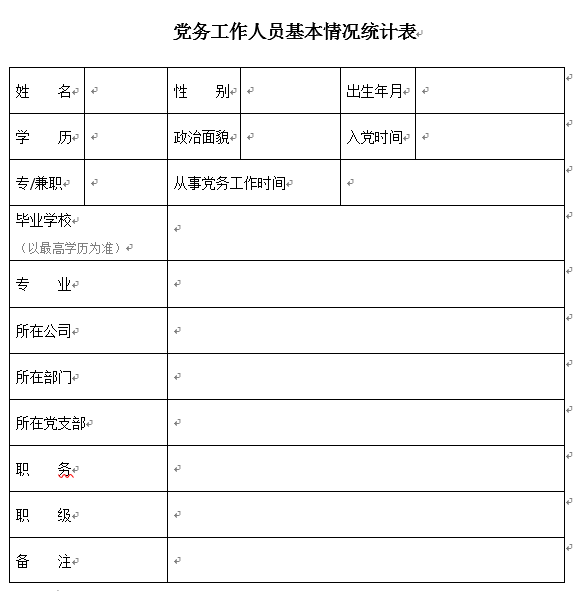 党务工作人员基本情况统计表
姓 名 性 别 出生年月
学 历 政治面貌 入党时间
专/兼职 从事党务工作时间
毕业学校
（以最高学历为准）
专 业
所在公司
所在部门
所在党支部
职 务
职 级
备 注